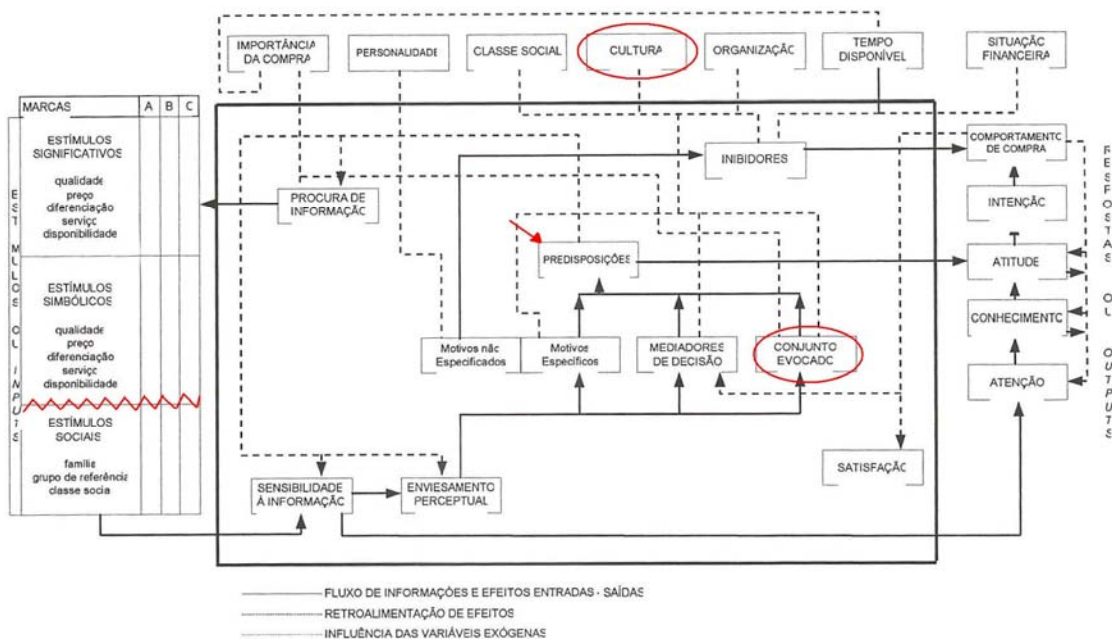 IMPORTÂNCIA
DA COMPRA
PERSONALIDADE
CLASSE SOCIAL
CULTURA
ORGANIZAÇÃO
TEMPO
DISPONÍVEL
SITUAÇÃO
FINANCEIRA
MARCAS A B C
ESTÍMULOS
SIGNIFICATIVOS
qualidade
preço
diferenciação
serviço
disponibilidade
ESTÍMULOS
SIMBÓLICOS
qualidade
preço
diferenciação
serviço
disponibilidade
ESTÍMULOS
SOCIAIS
família
grupo de referência
classe socia
EST MULOS OU INPUTS
PROCURA DE
INFORMAÇÃO
INIBIDORES
PREDISPOSIÇÕES
Motivos não
Especificados
Motivos
Específicos
MEDIADORES
DE DECISÃO
CONJUNTO
EVOCADO
SENSIBILIDADE
À INFORMAÇÃO
ENVIESAMENTO
PERCEPTUAL
SATISFAÇÃO
COMPORTAMENTO
DE COMPRA
INTENÇÃO
ATITUDE
CONHECIMENTO
ATENÇÃO
RESPOSTAS OU OUTPUTS
FLUXO DE INFORMAÇÕES E EFEITOS ENTRADAS - SAÍDAS
RETROALIMENTAÇÃO DE EFEITOS
INFLUÊNCIA DAS VARIÁVEIS EXÓGENAS